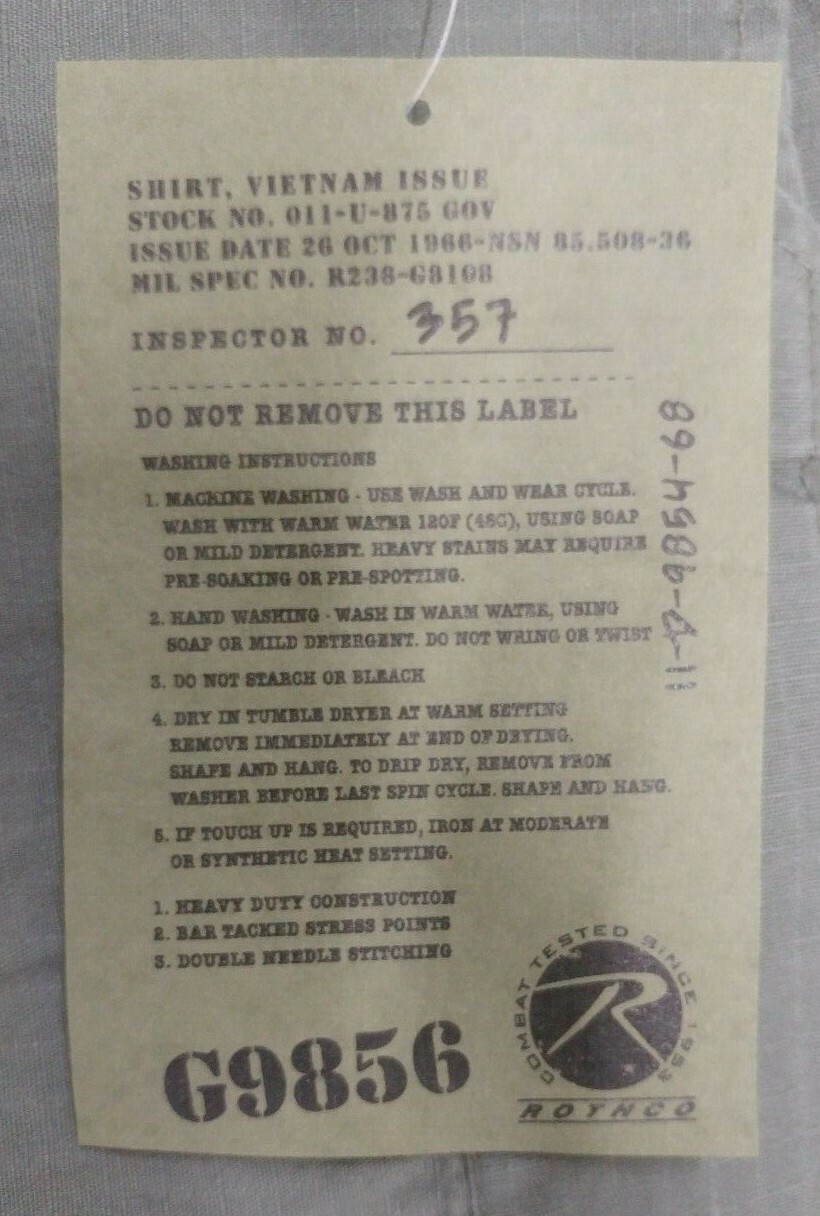 SHIRT, VIETNAM ISSUE
STOCK NO. 011-U-875 GOV
ISSUE DATE 26 OCT 1966-NSN 85.508-36
MIL SPEC NO. R238-G8108
INSPECTOR NO. 357
DO NOT REMOVE THIS LABEL
WASHING INSTRUCTIONS
1. MACHINE WASHING - USE WASH AND WEAR CYCLE.
WASH WITH WARM WATER 120F (48C), USING SOAP
OR MILD DETERGENT. HEAVY STAINS MAY REQUIRE
PRE-SOAKING OR PRE-SPOTTING.
2. HAND WASHING - WASH IN WARM WATER, USING
SOAP OR MILD DETERGENT. DO NOT WRING OR TWIST
3. DO NOT STARCH OR BLEACH
4. DRY IN TUMBLE DRYER AT WARM SETTING
REMOVE IMMEDIATELY AT END OF DRYING.
SHAPE AND HANG. TO DRIP DRY, REMOVE FROM
WASHER BEFORE LAST SPIN CYCLE. SHAPE AND HANG.
5. IF TOUCH UP IS REQUIRED, IRON AT MODERATE
OR SYNTHETIC HEAT SETTING.
1. HEAVY DUTY CONSTRUCTION
2. BAR TACKED STRESS POINTS
3. DOUBLE NEEDLE STITCHING
G9856
COMBAT TESTED SINCE 1953
R
ROTHCO